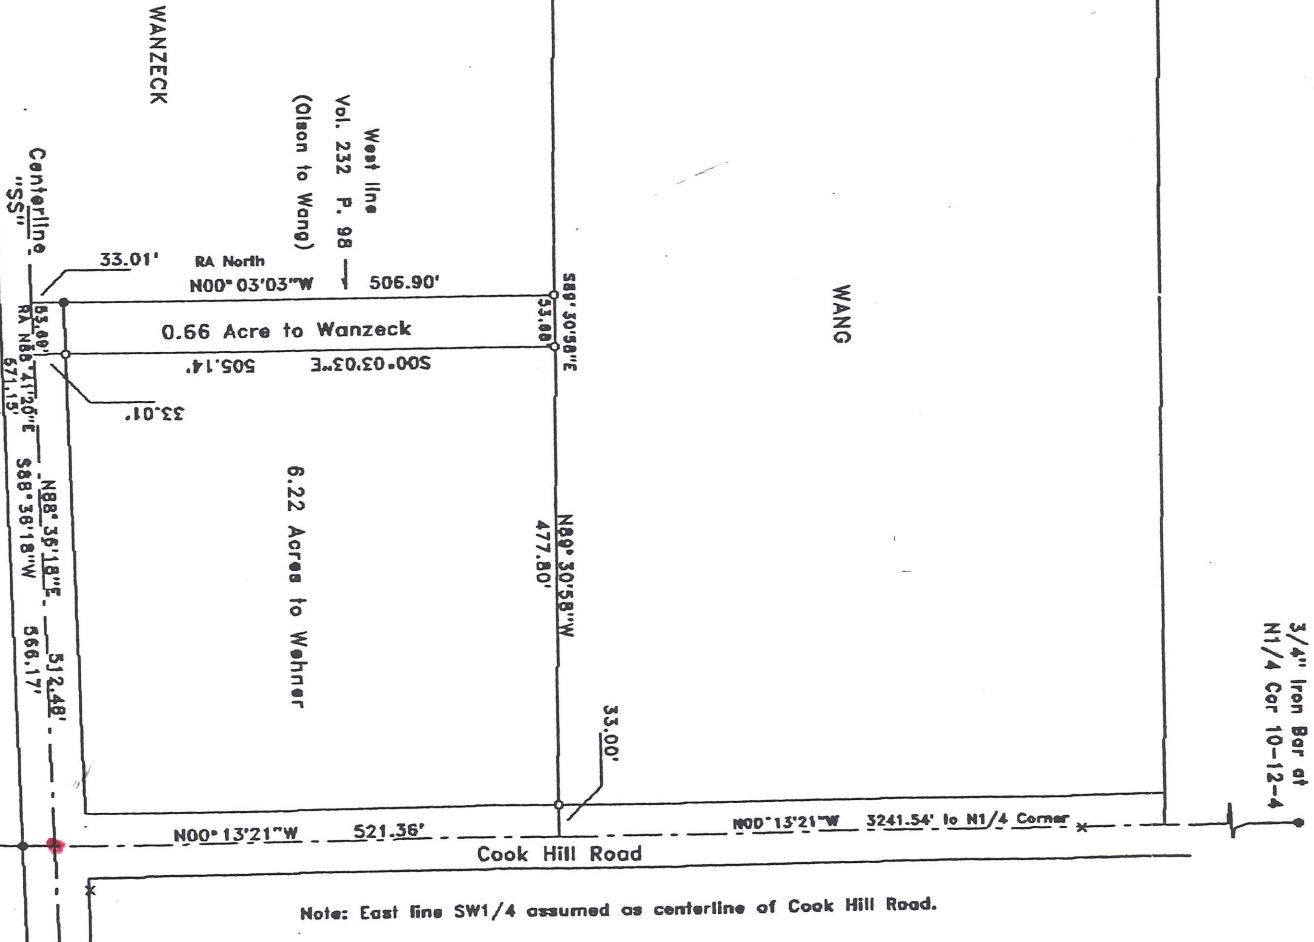 WANZECK
West line
Vol. 232 P. 98
(Olson to Wang)
Centerline
"SS"
33.01'
RA North
N00° 03'03"W 506.90'
0.66 Acre to Wanzeck
S00°03'03"E 505.14'
33.01'
S89° 30'58"E
53.68
53.69'
RA N88°41'20"E
671.15'
S88° 36'18"W 566.17'
N88° 36'18"E 512.48'
6.22 Acres to Wehner
N89° 30'58"W
477.80'
WANG
33.00'
3/4" Iron Bar at
N1/4 Cor 10-12-4
N00° 13'21"W 521.36'
N00°13'21"W 3241.54' to N1/4 Corner
Cook Hill Road
Note: East line SW1/4 assumed as centerline of Cook Hill Road.